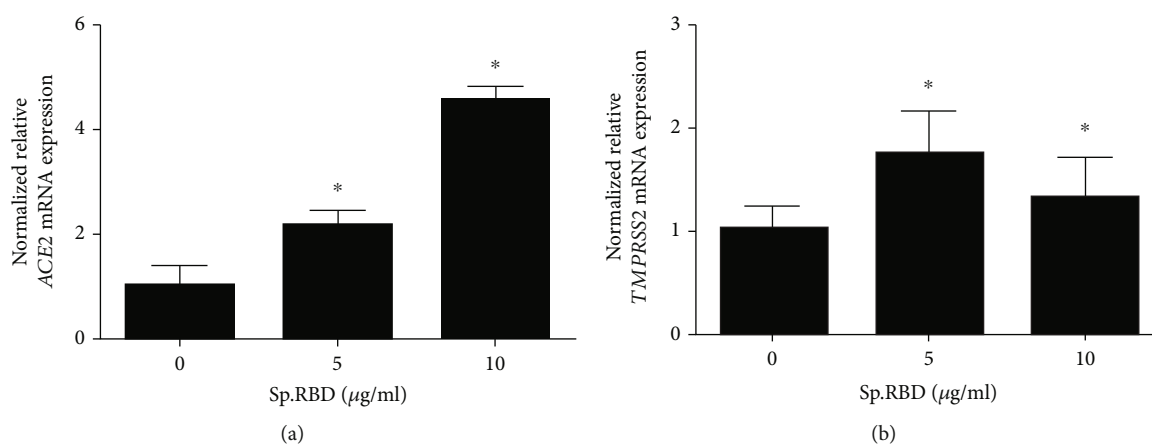 Normalized relative
ACE2 mRNA expression
6
4
2
0
*
*
0 5 10
Sp.RBD (μg/ml)
(a)
Normalized relative
TMPRSS2 mRNA expression
3
2
1
0
*
*
0 5 10
Sp.RBD (μg/ml)
(b)